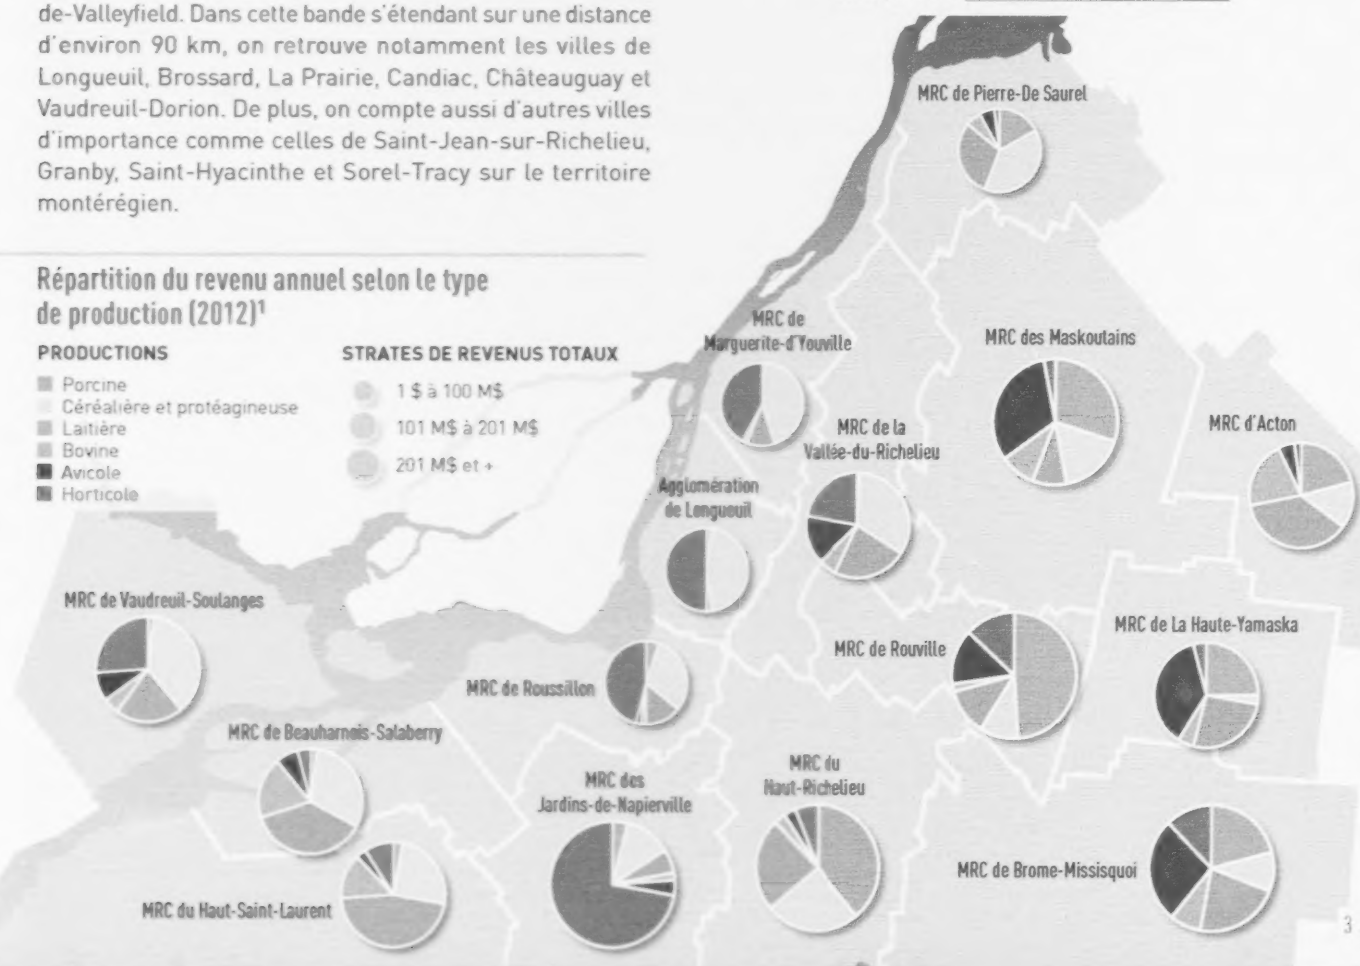 de-Valleyfield. Dans cette bande s'étendant sur une distance
d'environ 90 km, on retrouve notamment les villes de
Longueuil, Brossard, La Prairie, Candiac, Châteauguay et
Vaudreuil-Dorion. De plus, on compte aussi d'autres villes
d'importance comme celles de Saint-Jean-sur-Richelieu,
Granby, Saint-Hyacinthe et Sorel-Tracy sur le territoire
montérégien.
Répartition du revenu annuel selon le type
de production (2012)¹
PRODUCTIONS
Porcine
Céréalière et protéagineuse
Laitière
Bovine
Avicole
Horticole
STRATES DE REVENUS TOTAUX
1 $ à 100 M$
101 M$ à 201 M$
201 M$ et +
MRC de Pierre-De Saurel
MRC de
Marguerite-d'Youville
MRC des Maskoutains
MRC d'Acton
MRC de la
Vallée-du-Richelieu
Agglomération
de Longueuil
MRC de Vaudreuil-Soulanges
MRC de La Haute-Yamaska
MRC de Rouville
MRC de Roussillon
MRC de Beauharnois-Salaberry
MRC des
Jardins-de-Napierville
MRC du
Haut-Richelieu
MRC de Brome-Missisquoi
MRC du Haut-Saint-Laurent
3